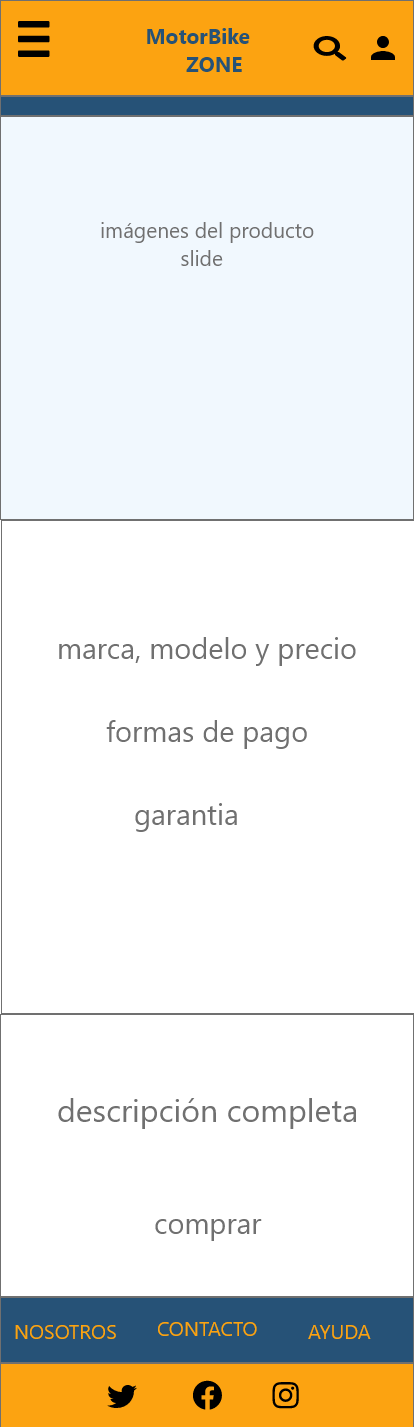 MotorBike
ZONE
imágenes del producto
slide
marca, modelo y precio
formas de pago
garantia
descripción completa
comprar
NOSOTROS CONTACTO AYUDA